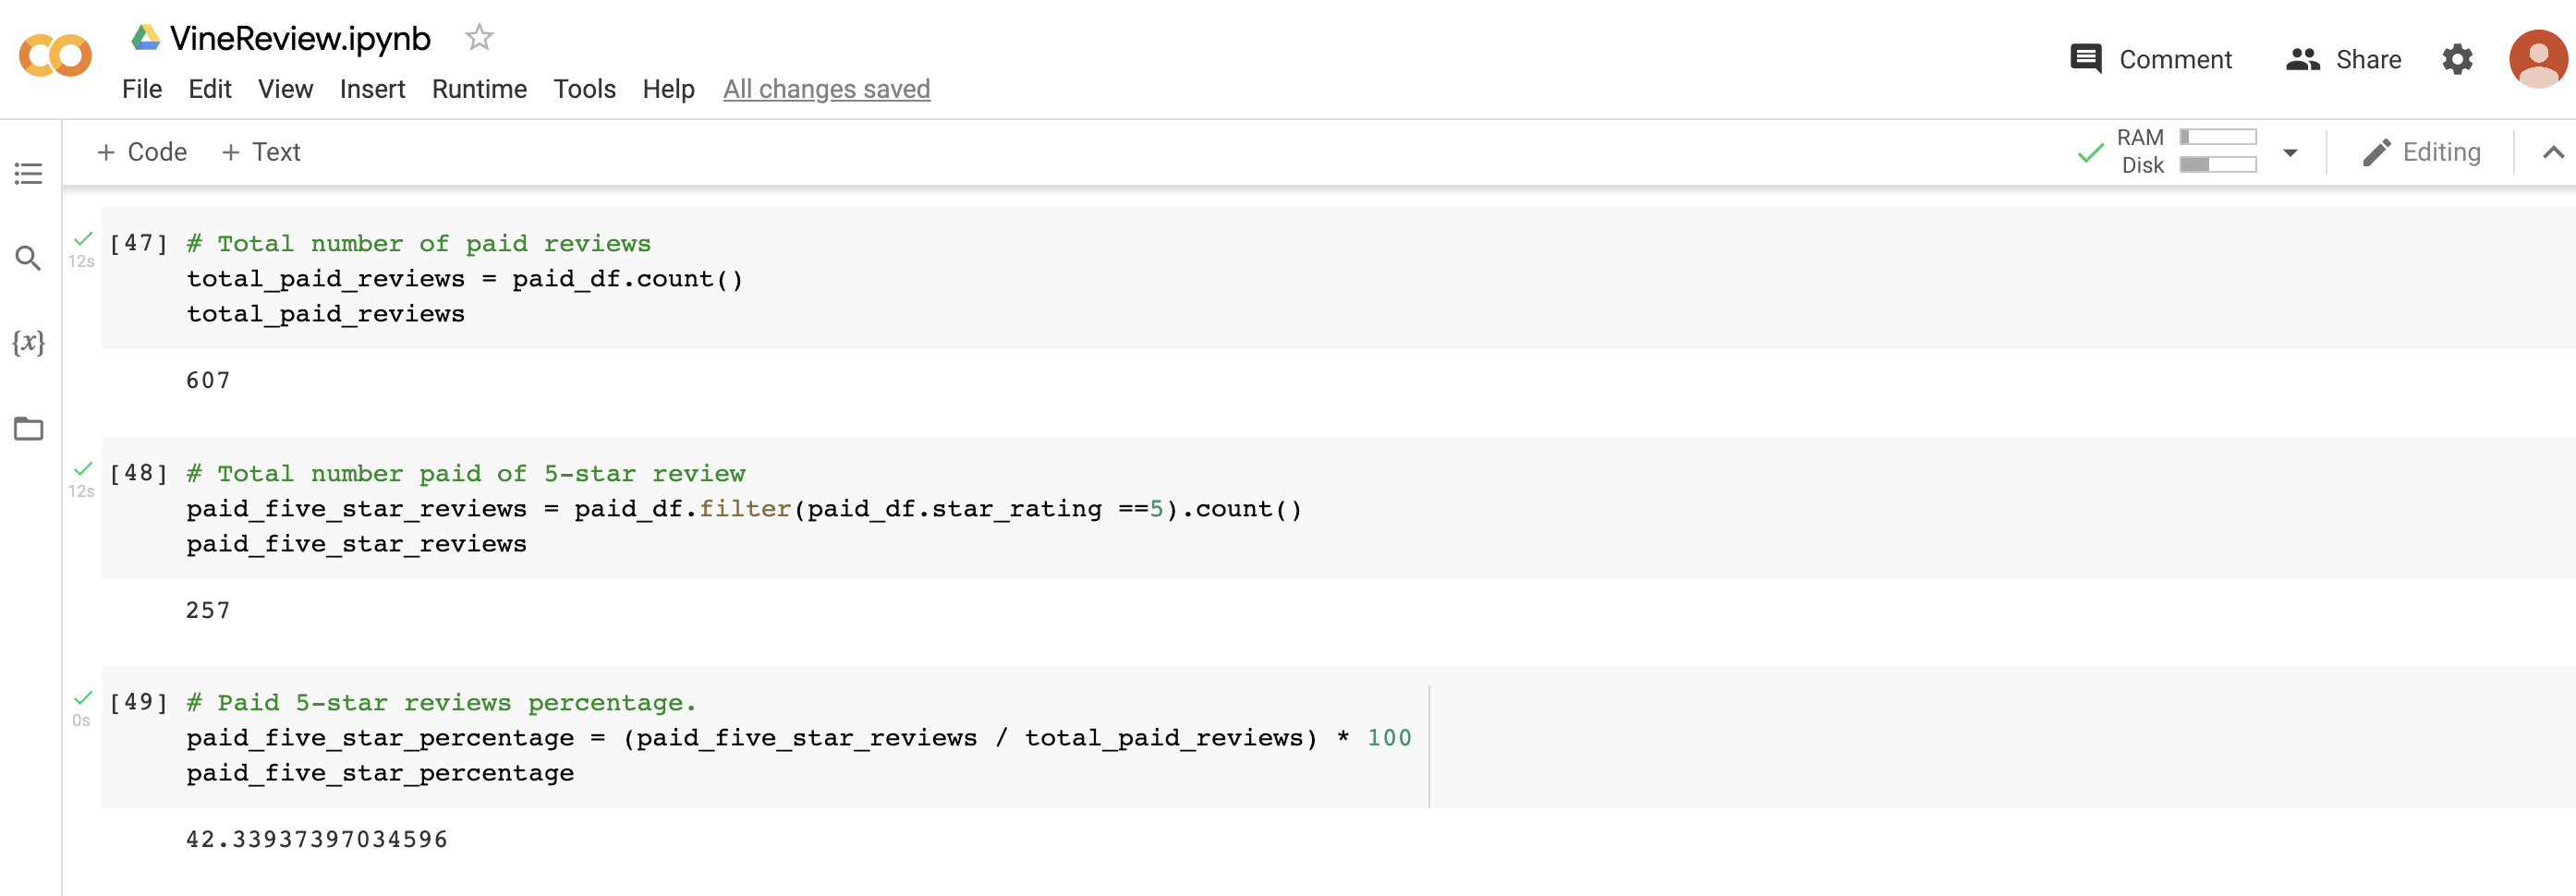 VineReview.ipynb
File Edit View Insert Runtime Tools Help All changes saved
Comment Share
+ Code + Text
RAM
Disk
Editing
{x}
12s
[47] # Total number of paid reviews
total_paid_reviews = paid_df.count()
total_paid_reviews
607
12s
[48] # Total number paid of 5-star review
paid_five_star_reviews = paid_df.filter(paid_df.star_rating ==5).count()
paid_five_star_reviews
257
0s
[49] # Paid 5-star reviews percentage.
paid_five_star_percentage = (paid_five_star_reviews / total_paid_reviews) * 100
paid_five_star_percentage
42.33937397034596